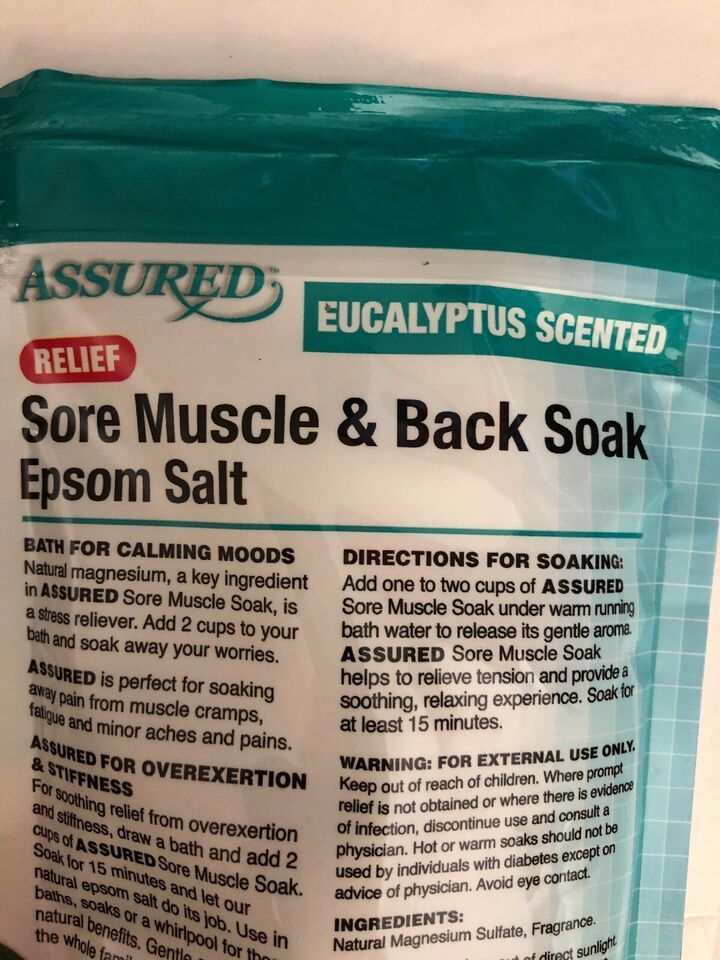 ASSURED™
EUCALYPTUS SCENTED
RELIEF
Sore Muscle & Back Soak
Epsom Salt
BATH FOR CALMING MOODS
Natural magnesium, a key ingredient
in ASSURED Sore Muscle Soak, is
a stress reliever. Add 2 cups to your
bath and soak away your worries.
ASSURED is perfect for soaking
away pain from muscle cramps,
fatigue and minor aches and pains.
ASSURED FOR OVEREXERTION
& STIFFNESS
For soothing relief from overexertion
and stiffness, draw a bath and add 2
cups of ASSURED Sore Muscle Soak.
Soak for 15 minutes and let our
natural epsom salt do its job. Use in
baths, soaks or a whirlpool for
natural benefits. Gentle
the whole
DIRECTIONS FOR SOAKING:
Add one to two cups of ASSURED
Sore Muscle Soak under warm running
bath water to release its gentle aroma.
ASSURED Sore Muscle Soak
helps to relieve tension and provide a
soothing, relaxing experience. Soak for
at least 15 minutes.
WARNING: FOR EXTERNAL USE ONLY.
Keep out of reach of children. Where prompt
relief is not obtained or where there is evidence
of infection, discontinue use and consult a
physician. Hot or warm soaks should not be
used by individuals with diabetes except on
advice of physician. Avoid eye contact.
INGREDIENTS:
Natural Magnesium Sulfate, Fragrance.
of direct sunlight.